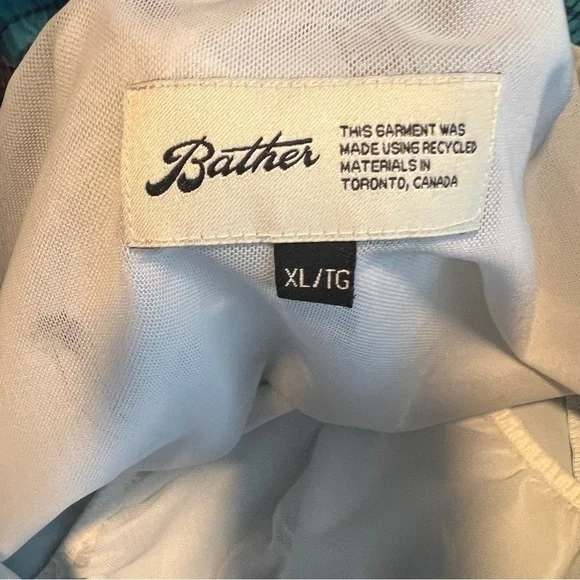 Bather
THIS GARMENT WAS
MADE USING RECYCLED
MATERIALS IN
TORONTO, CANADA
XL/TG